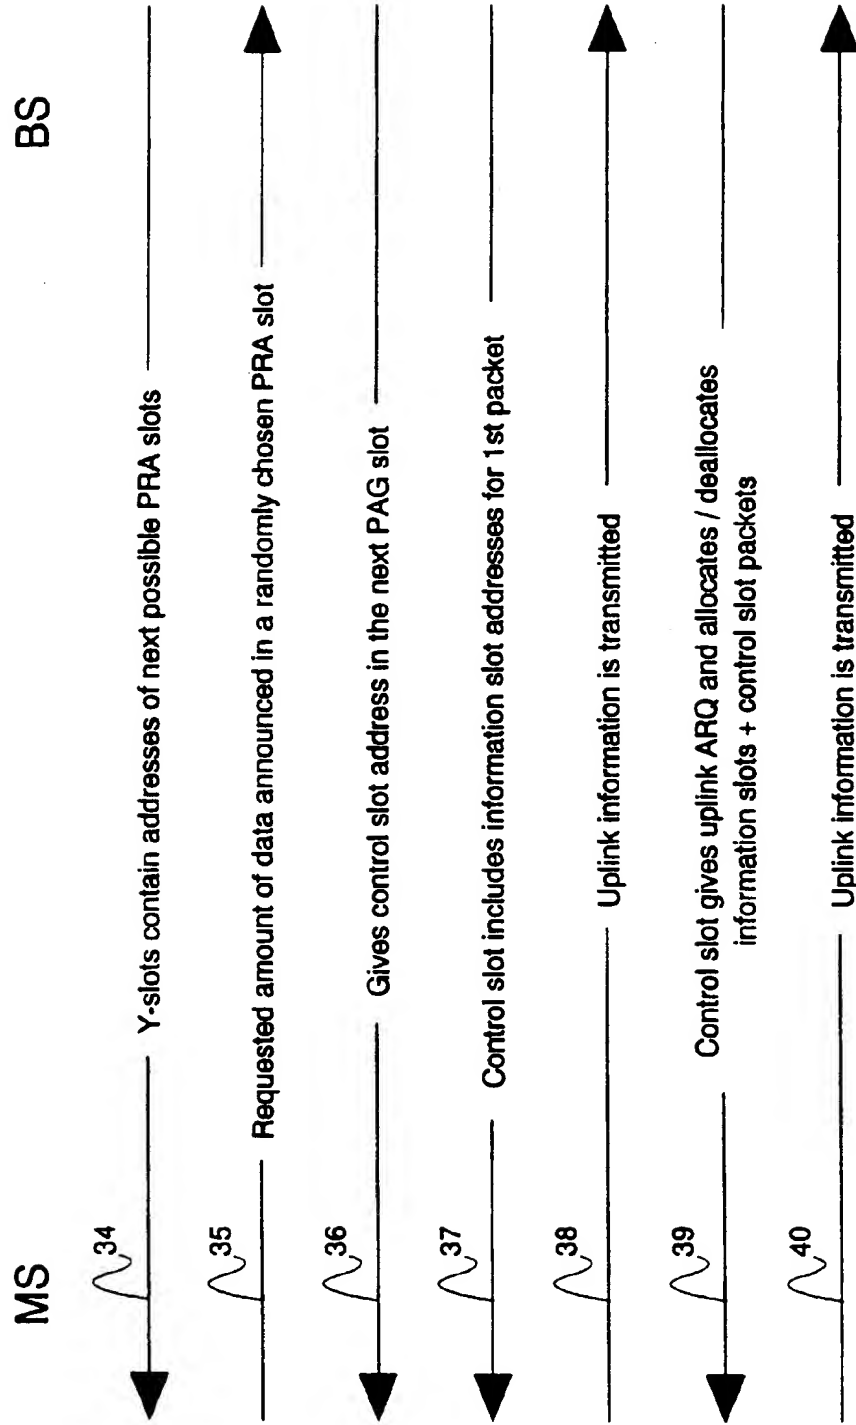 MS BS
34 Y-slots contain addresses of next possible PRA slots
35 Requested amount of data announced in a randomly chosen PRA slot
36 Gives control slot address in the next PAG slot
37 Control slot includes information slot addresses for 1st packet
38 Uplink information is transmitted
39 Control slot gives uplink ARQ and allocates / deallocates
information slots + control slot packets
40 Uplink information is transmitted